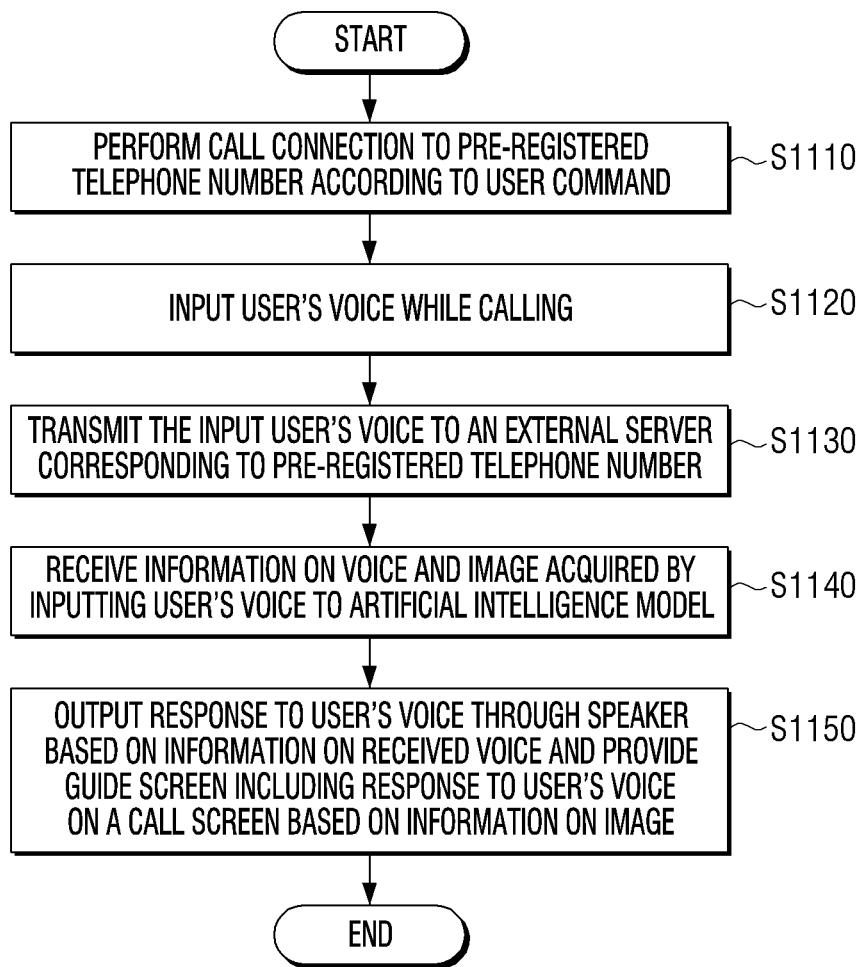 START
PERFORM CALL CONNECTION TO PRE-REGISTERED
TELEPHONE NUMBER ACCORDING TO USER COMMAND
S1110
INPUT USER'S VOICE WHILE CALLING
S1120
TRANSMIT THE INPUT USER'S VOICE TO AN EXTERNAL SERVER
CORRESPONDING TO PRE-REGISTERED TELEPHONE NUMBER
S1130
RECEIVE INFORMATION ON VOICE AND IMAGE ACQUIRED BY
INPUTTING USER'S VOICE TO ARTIFICIAL INTELLIGENCE MODEL
S1140
OUTPUT RESPONSE TO USER'S VOICE THROUGH SPEAKER
BASED ON INFORMATION ON RECEIVED VOICE AND PROVIDE
GUIDE SCREEN INCLUDING RESPONSE TO USER'S VOICE
ON A CALL SCREEN BASED ON INFORMATION ON IMAGE
S1150
END